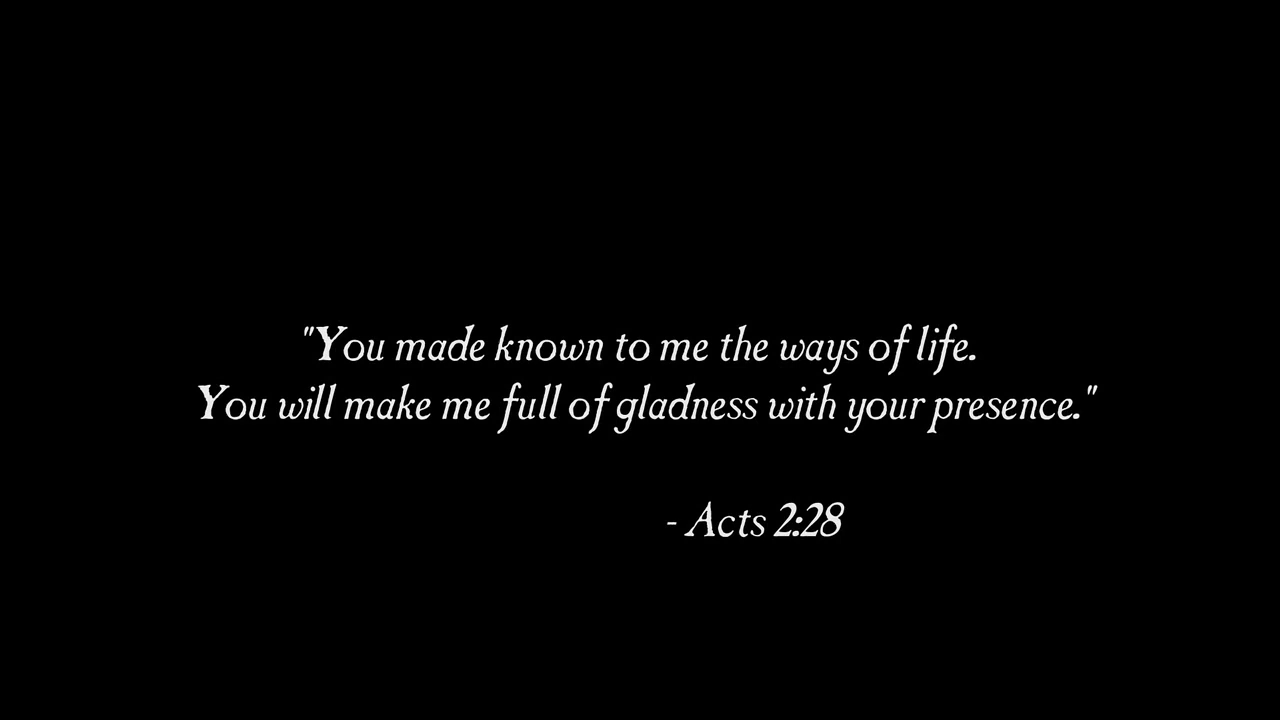 "You made known to me the ways of life.
You will make me full of gladness with your presence."
- Acts 2:28